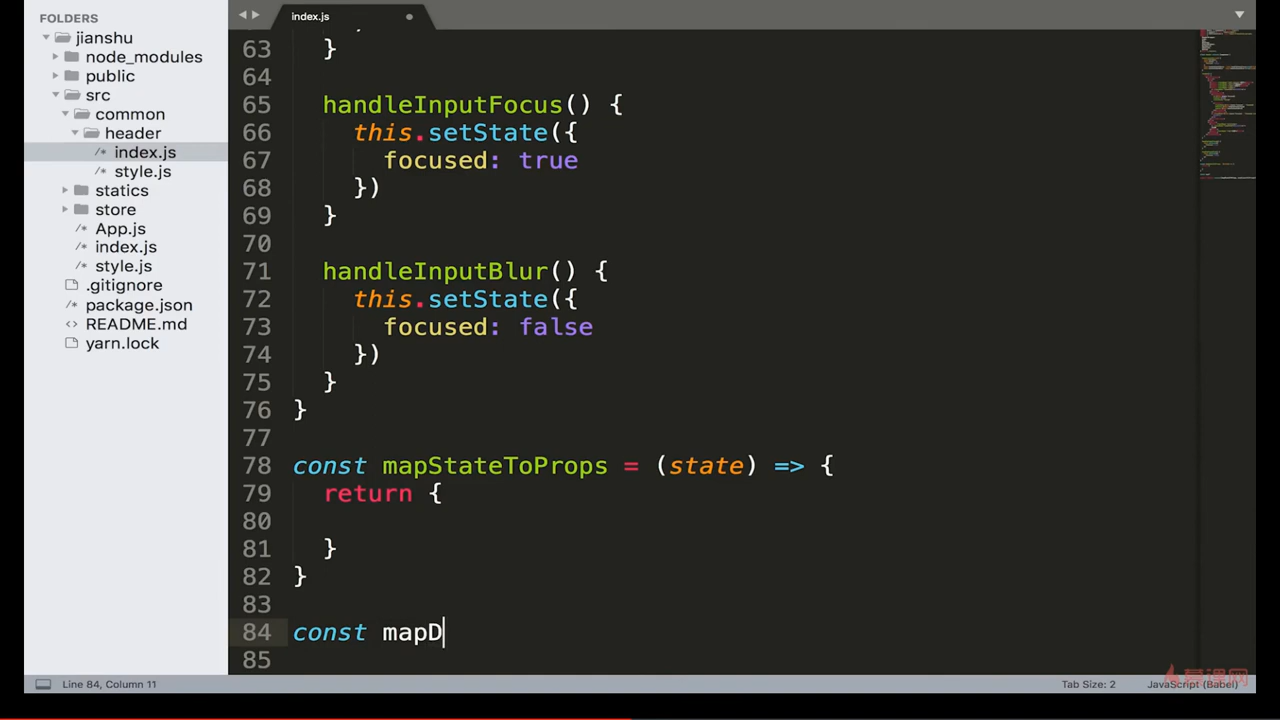 FOLDERS
jianshu
node_modules
public
src
common
header
/* index.js
/* style.js
statics
store
/* App.js
/* index.js
/* style.js
.gitignore
/* package.json
<> README.md
yarn.lock
index.js
63 }
64
65 handleInputFocus() {
66 this.setState({
67 focused: true
68 })
69 }
70
71 handleInputBlur() {
72 this.setState({
73 focused: false
74 })
75 }
76 }
77
78 const mapStateToProps = (state) => {
79 return {
80
81 }
82 }
83
84 const mapD
85
Line 84, Column 11
Tab Size: 2
JavaScript (Babel)
慕课网